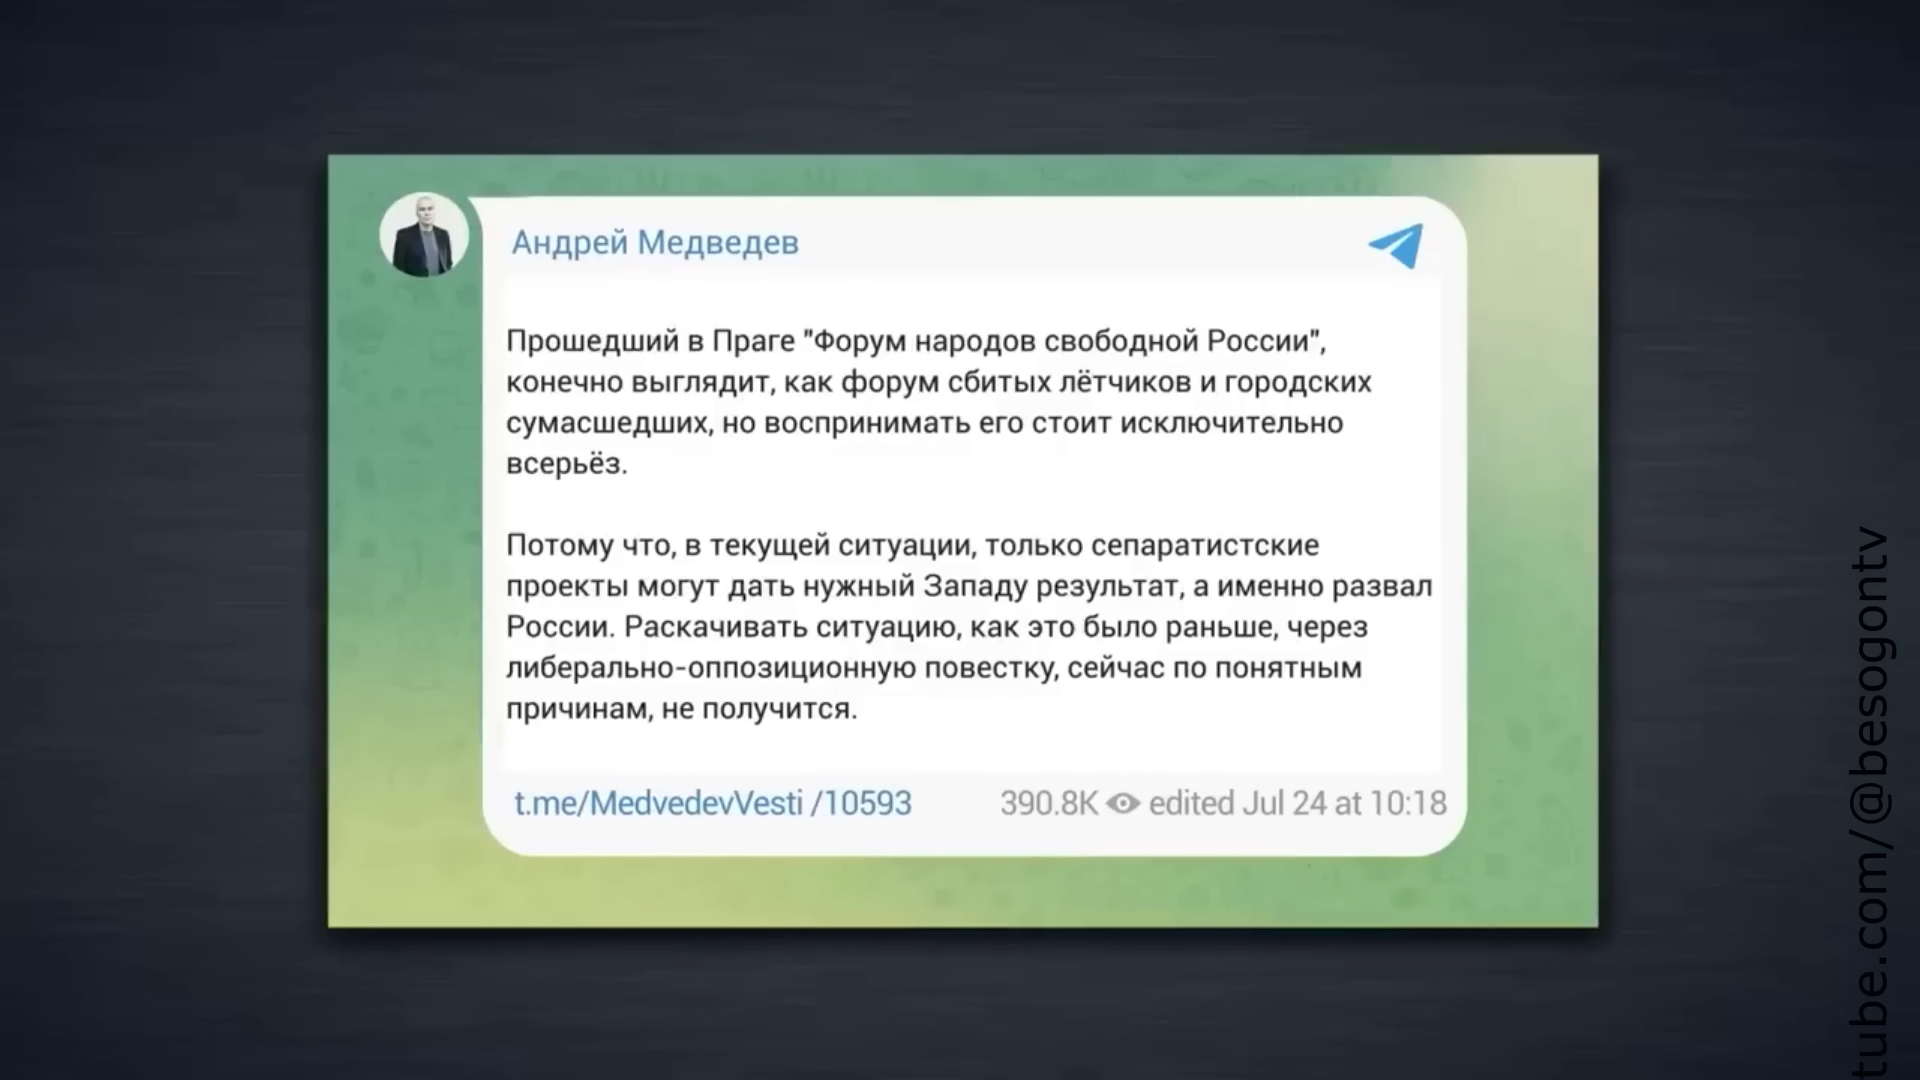 Андрей Медведев
Прошедший в Праге "Форум народов свободной России",
конечно выглядит, как форум сбитых лётчиков и городских
сумасшедших, но воспринимать его стоит исключительно
всерьёз.
Потому что, в текущей ситуации, только сепаратистские
проекты могут дать нужный Западу результат, а именно развал
России. Раскачивать ситуацию, как это было раньше, через
либерально-оппозиционную повестку, сейчас по понятным
причинам, не получится.
t.me/MedvedevVesti /10593
390.8K edited Jul 24 at 10:18
tube.com/@besogontv